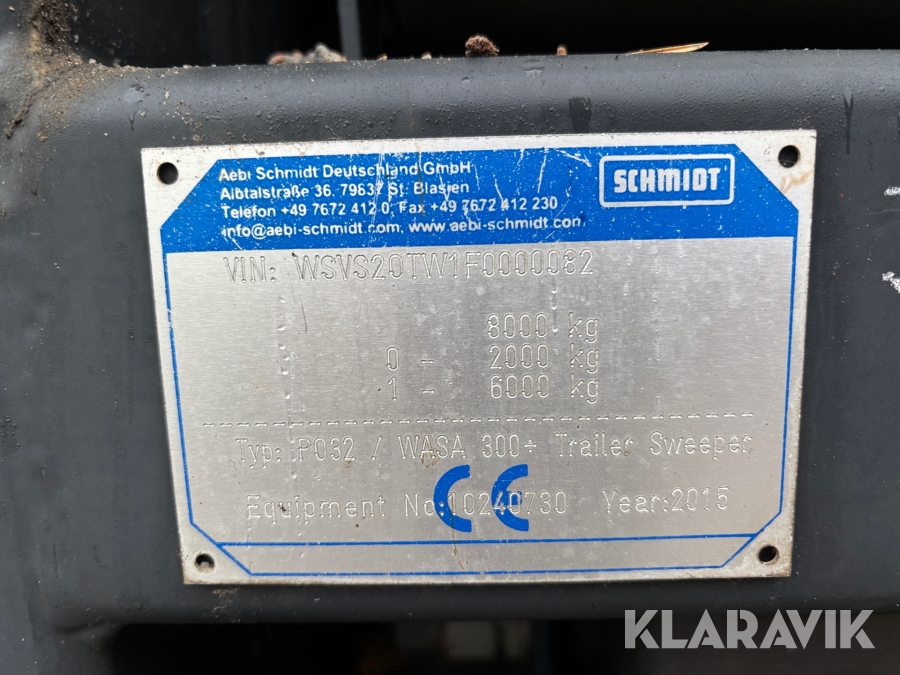 Aebi Schmidt Deutschland GmbH
Albtalstraße 36, 79837 St. Blasien
Telefon +49 7672 412 0, Fax +49 7672 412 230
info@aebi-schmidt.com, www.aebi-schmidt.com
SCHMIDT
VIN: WSVS20TW1F0000082
8000 kg
0 - 2000 kg
1 - 6000 kg
Typ: P032 / WASA 300+ Trailer Sweeper
CE
Equipment No:10240730 Year:2015
KLARAVIK